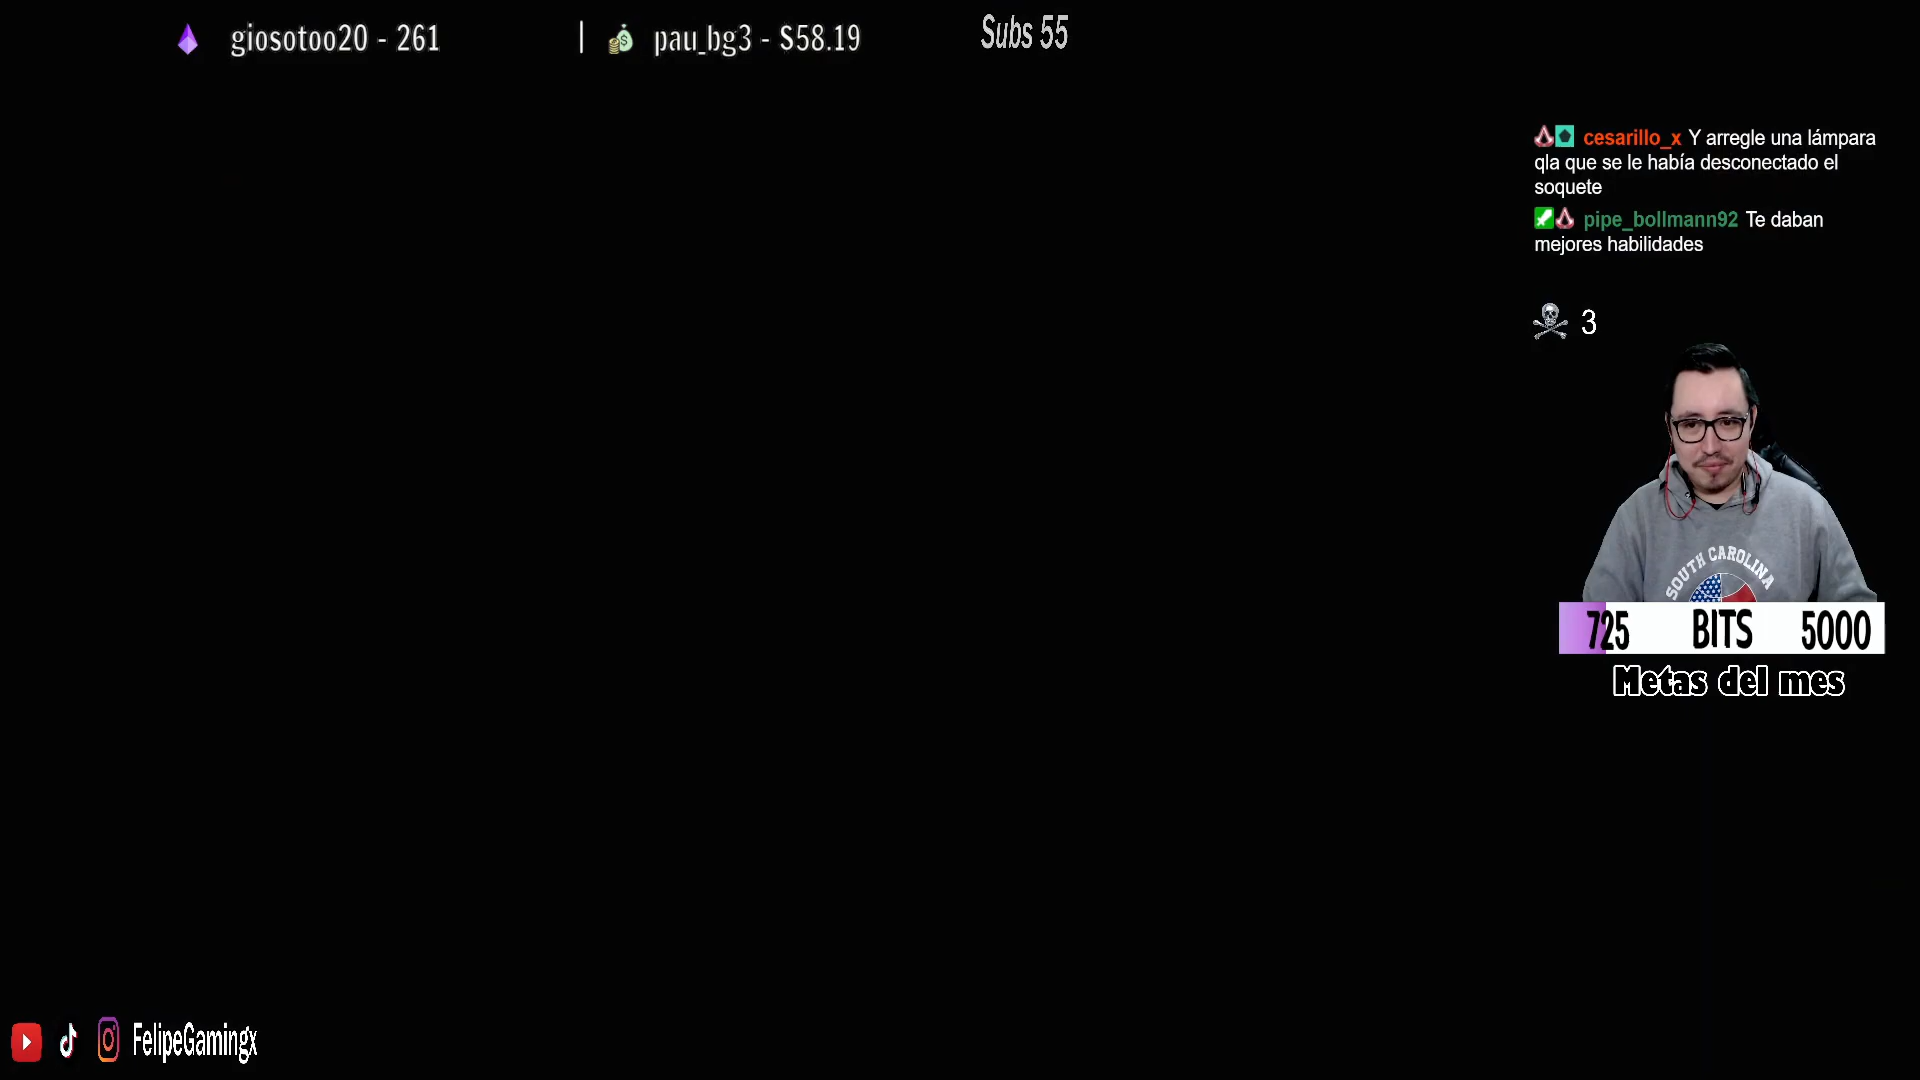 giosotoo20 - 261
| pau_bg3 - $58.19
Subs 55
cesarillo_x Y arregle una lámpara
qla que se le había desconectado el
soquete
pipe_bollmann92 Te daban
mejores habilidades
3
SOUTH CAROLINA
725 BITS 5000
Metas del mes
FelipeGamingx